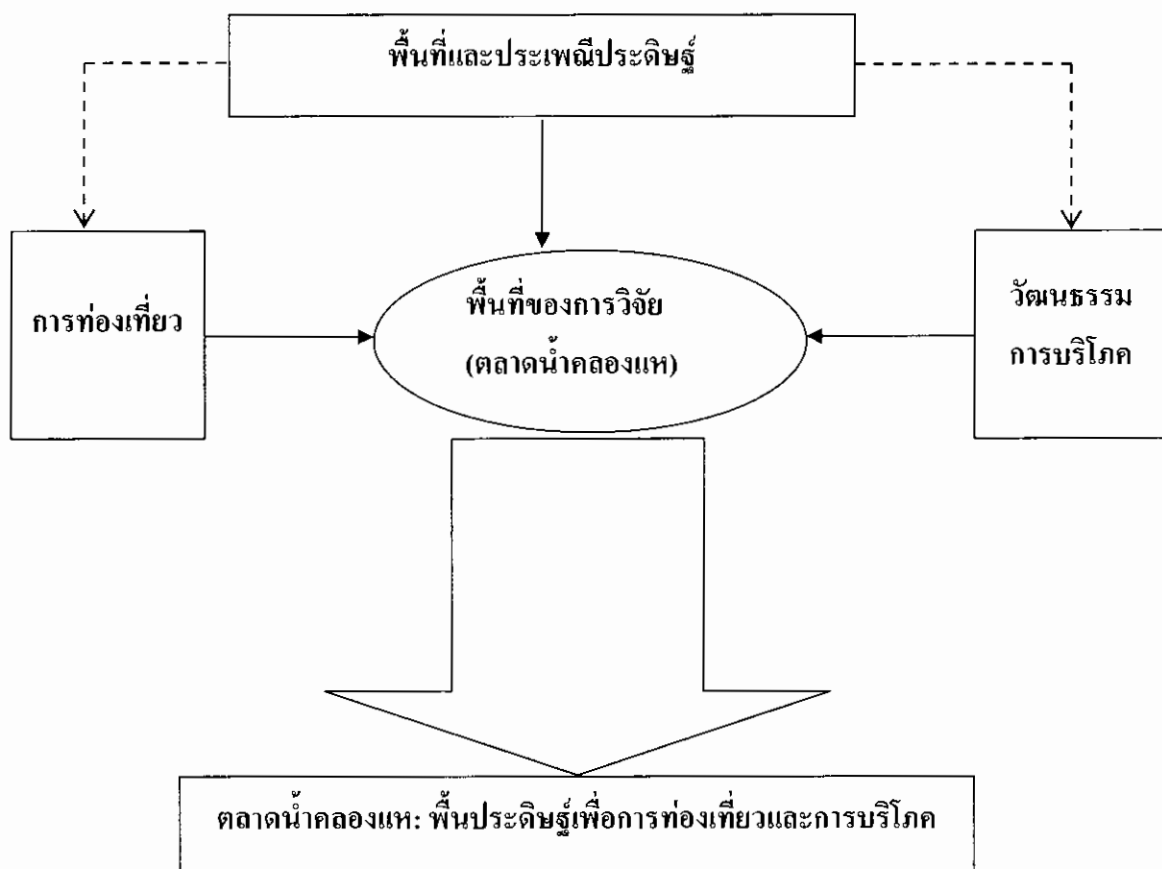 พื้นที่และประเพณีประดิษฐ์
การท่องเที่ยว
พื้นที่ของการวิจัย
(ตลาดน้ำคลองแห)
วัฒนธรรม
การบริโภค
ตลาดน้ำคลองแห: พื้นประดิษฐ์เพื่อการท่องเที่ยวและการบริโภค